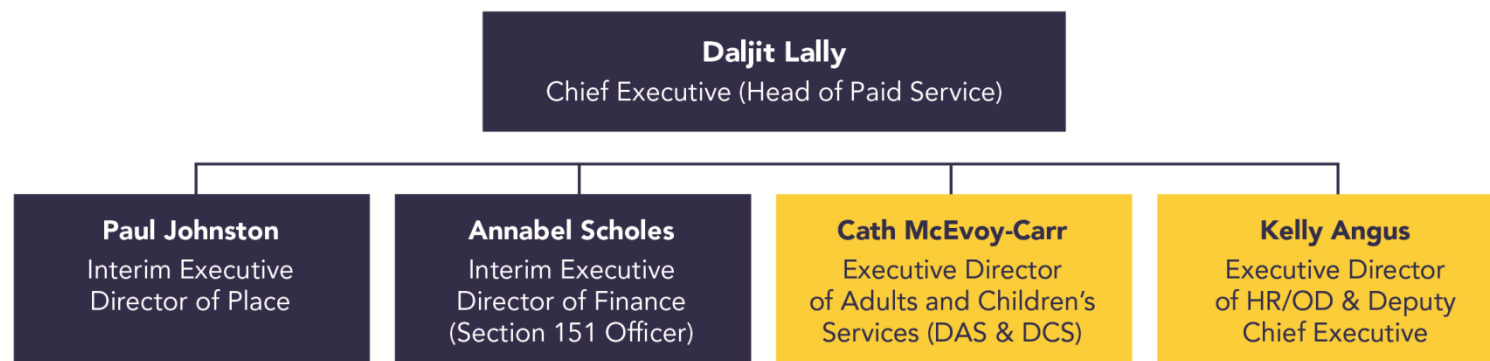 Daljit Lally
Chief Executive (Head of Paid Service)
Paul Johnston
Interim Executive
Director of Place
Annabel Scholes
Interim Executive
Director of Finance
(Section 151 Officer)
Cath McEvoy-Carr
Executive Director
of Adults and Children’s
Services (DAS & DCS)
Kelly Angus
Executive Director
of HR/OD & Deputy
Chief Executive